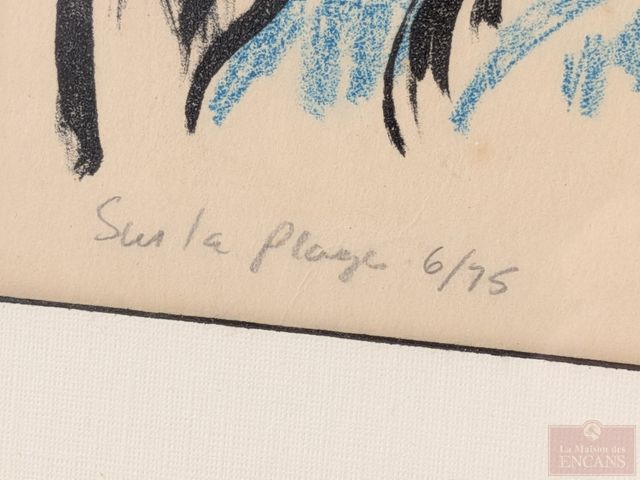 Sur la plage 6/75
La Maison des
ENCANS